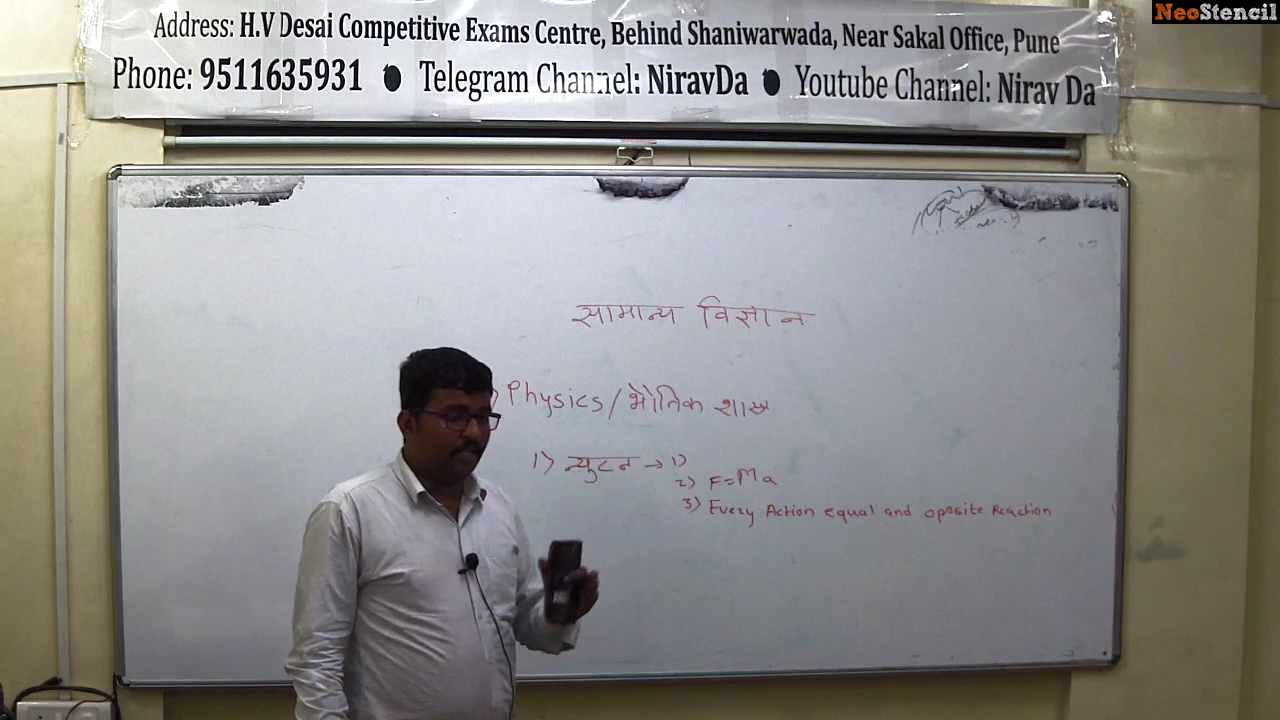 NeoStencil
Address: H.V Desai Competitive Exams Centre, Behind Shaniwarwada, Near Sakal Office, Pune
Phone: 9511635931 ● Telegram Channel: NiravDa ● Youtube Channel: Nirav Da
सामान्य विज्ञान
Physics/भौतिक शास्त्र
1) न्युटन → 1)
2) F=Ma
3) Every Action equal and opposite Reaction